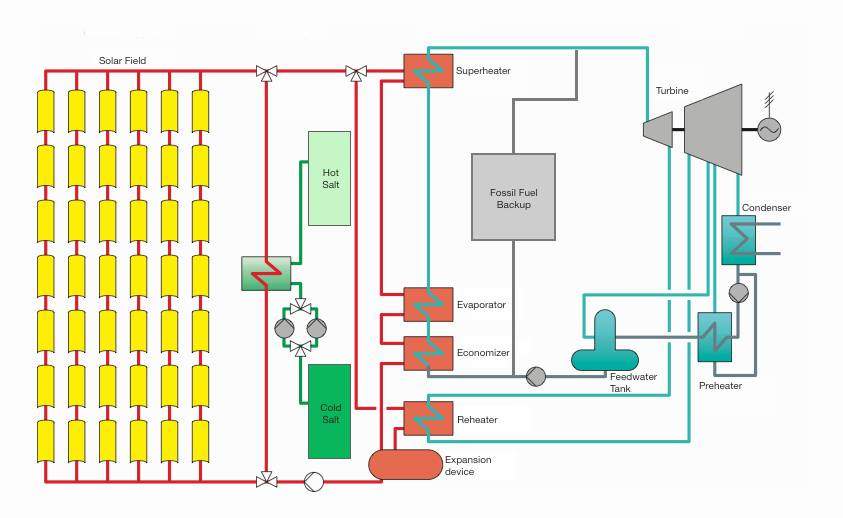 Solar Field
Superheater
Turbine
Hot
Salt
Fossil Fuel
Backup
Condenser
Evaporator
Economizer
Feedwater
Tank
Preheater
Cold
Salt
Reheater
Expansion
device